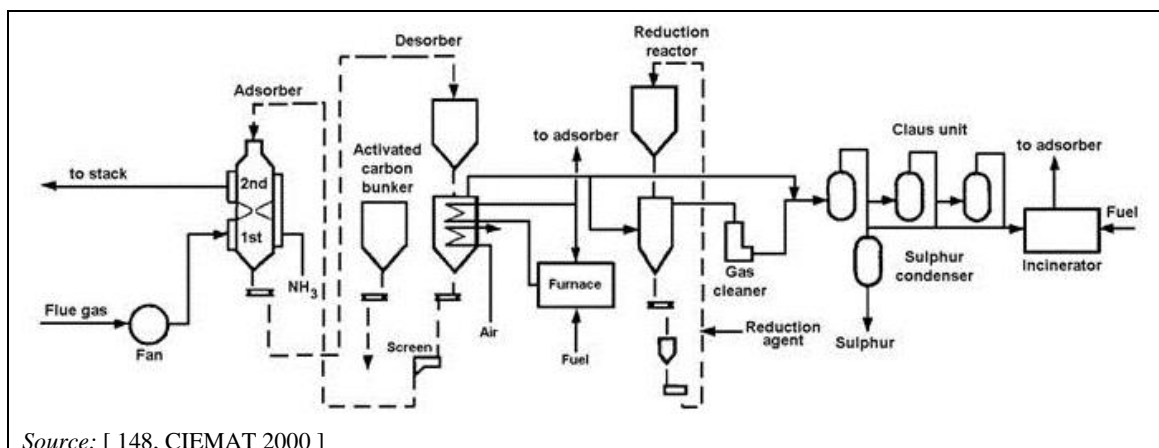 Desorber
Reduction
reactor
Adsorber
to adsorber
Claus unit
to adsorber
Activated
carbon
bunker
to stack
2nd
1st
Fuel
NH3
Gas
cleaner
Sulphur
condenser
Incinerator
Furnace
Flue gas
Fan
Air
Screen
Fuel
Reduction
agent
Sulphur
Source: [ 148, CIEMAT 2000 ]